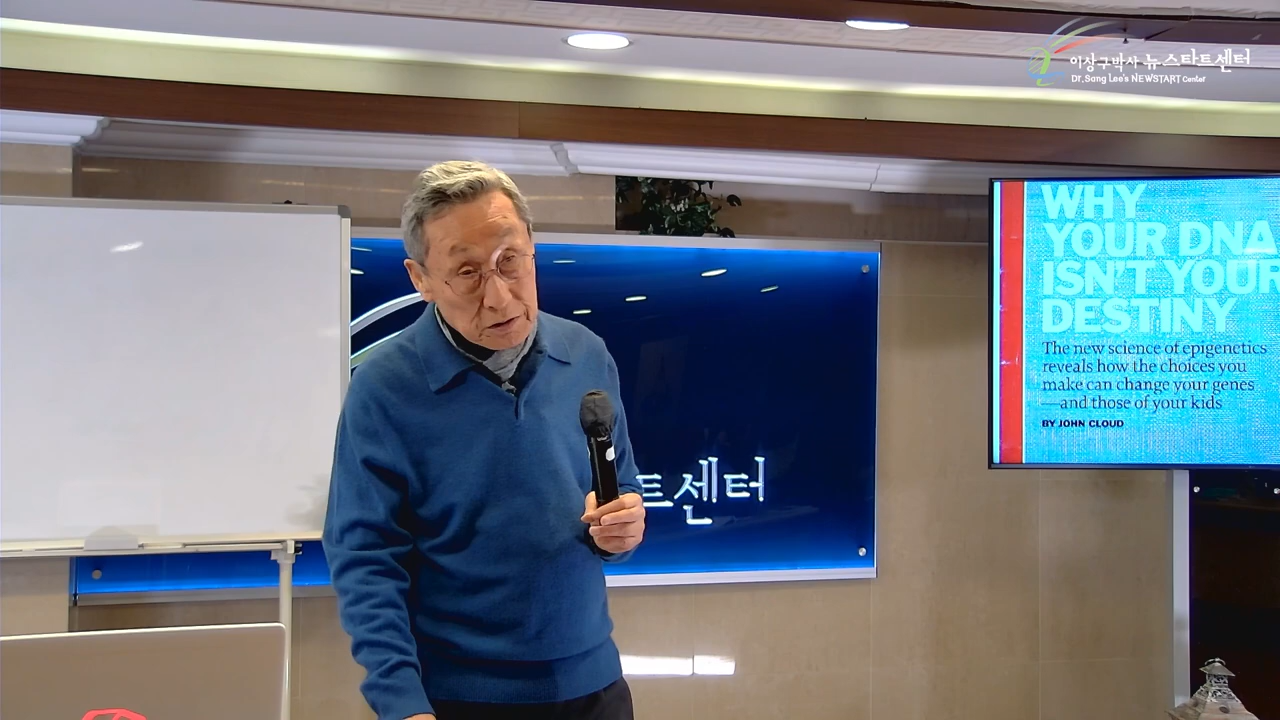 이상구박사 뉴스타트센터
Dr. Sang Lee's NEWSTART Center
WHY
YOUR DNA
ISN'T YOUR
DESTINY
The new science of epigenetics
reveals how the choices you
make can change your genes
—and those of your kids
BY JOHN CLOUD
트센터